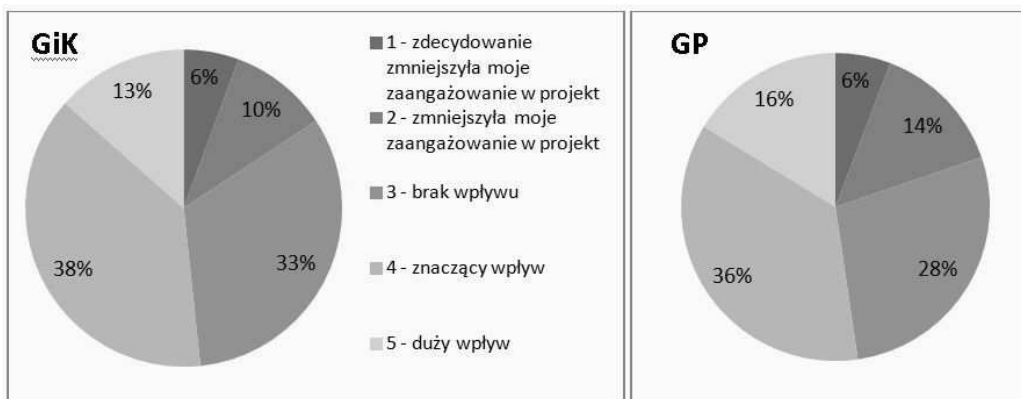 GiK
6%
10%
33%
38%
13%
1 - zdecydowanie
zmniejszyła moje
zaangażowanie w projekt
2 - zmniejszyła moje
zaangażowanie w projekt
3 - brak wpływu
4 - znaczący wpływ
5 - duży wpływ
GP
6%
14%
28%
36%
16%